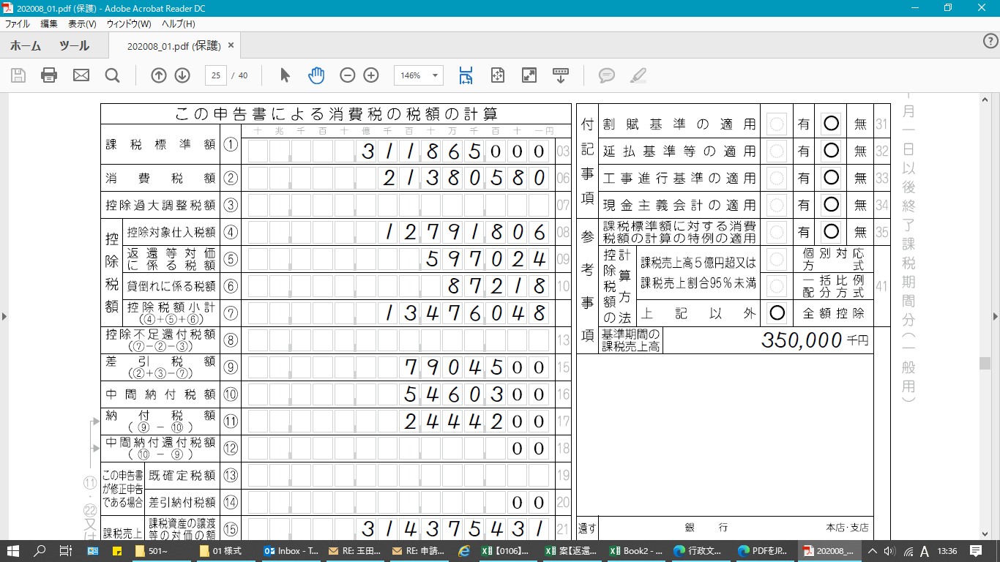 202008_01.pdf (保護) - Adobe Acrobat Reader DC
ファイル 編集 表示(V) ウィンドウ(W) ヘルプ(H)
ホーム ツール 202008_01.pdf (保護) ×
25 / 40 146%
この申告書による消費税の税額の計算
十 兆 千 百 十 億 千 百 十 万 千 百 十 一円
課税標準額 ① 311865000 03
消費税額 ② 21380580 06
控除過大調整税額 ③ 07
控除税額
控除対象仕入税額 ④ 12791806 08
返還等対価
に係る税額 ⑤ 597024 09
貸倒れに係る税額 ⑥ 87218 10
控除税額小計
(④+⑤+⑥) ⑦ 13476048
控除不足還付税額
(⑦-②-③) ⑧ 13
差引税額
(②+③-⑦) ⑨ 7904500 15
中間納付税額 ⑩ 5460300 16
納付税額
(⑨-⑩) ⑪ 2444200 17
中間納付還付税額
(⑩-⑨) ⑫ 00 18
この申告書
が修正申告
である場合
既確定税額 ⑬ 19
差引納付税額 ⑭ 00 20
課税売上
課税資産の譲渡
等の対価の額 ⑮ 314375431 21
⑪・㉒又は
付記事項
割賦基準の適用 有 無 31
延払基準等の適用 有 無 32
工事進行基準の適用 有 無 33
現金主義会計の適用 有 無 34
参考事項
課税標準額に対する消費
税額の計算の特例の適用 有 無 35
控除税額の
計算方法
課税売上高5億円超又は
課税売上割合95%未満
個別対応
方式
一括比例
配分方式 41
上記以外 全額控除
基準期間の
課税売上高 350,000 千円
還す 銀行 本店・支店
月一日以後終了課税期間分(一般用)
501~ 01 様式 Inbox - T... RE: 玉田... RE: 申請... 【0106】... 案【返還... Book2 - ... 行政文... PDFをJP... 202008_... A 13:36